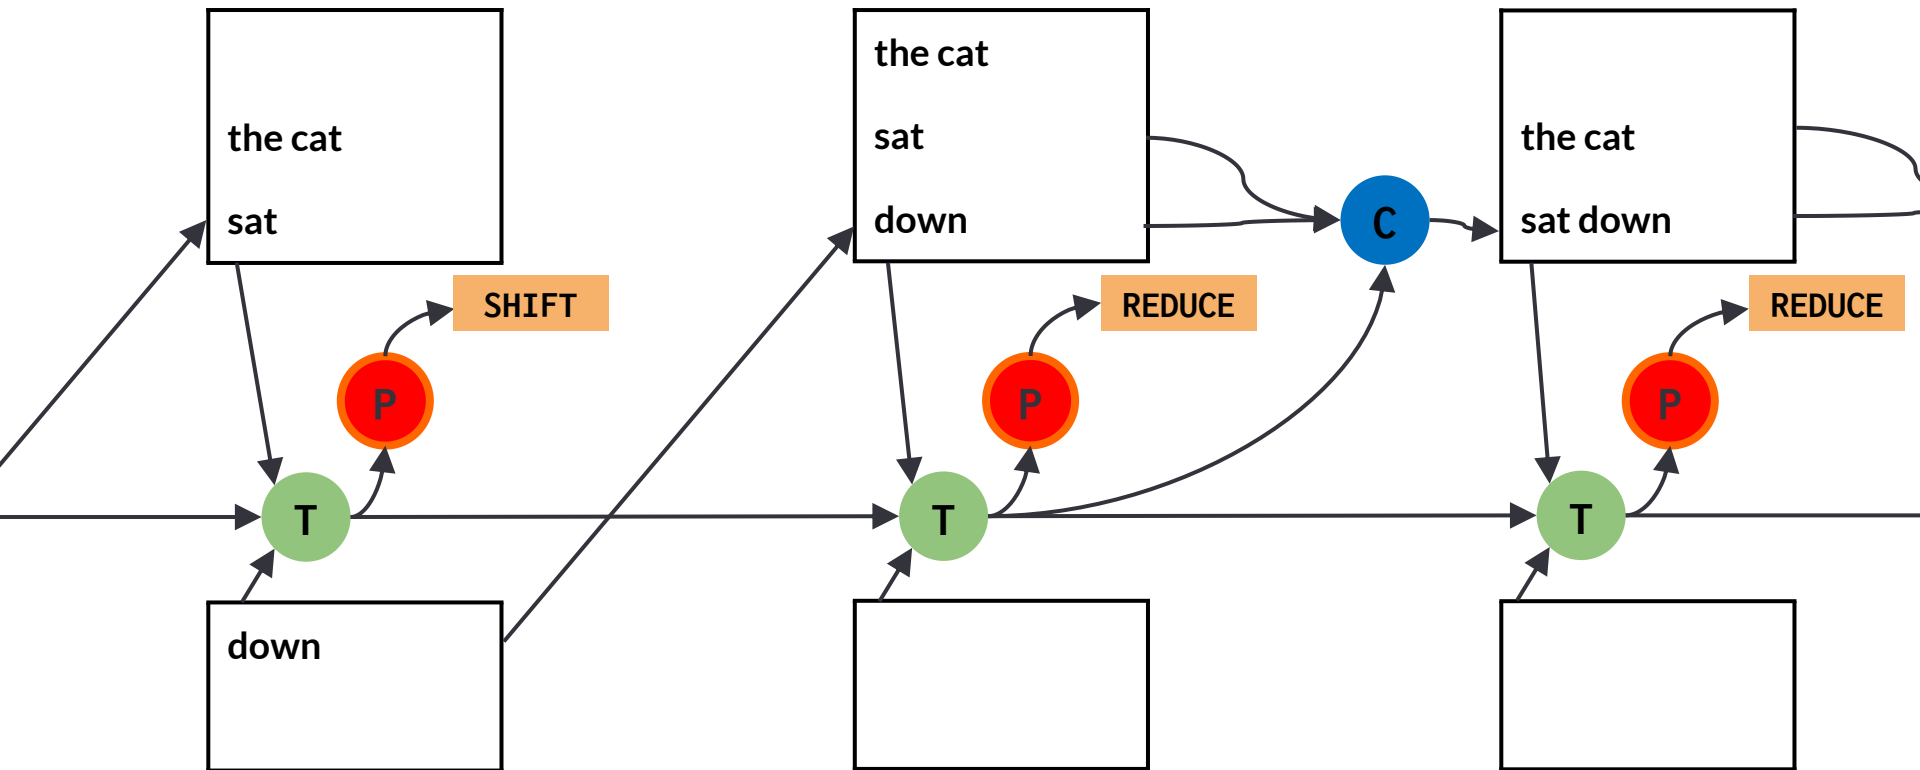 the cat
sat
SHIFT
P
T
down
the cat
sat
down
C
REDUCE
P
T
the cat
sat down
REDUCE
P
T